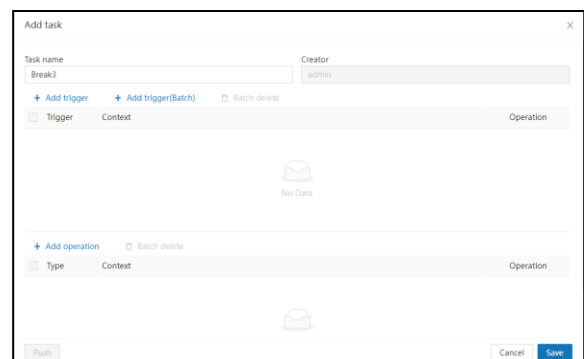 Add task
Task name Creator
Break3 admin
+ Add trigger + Add trigger(Batch) Batch delete
Trigger Context Operation
No Data
+ Add operation Batch delete
Type Context Operation
Push Cancel Save